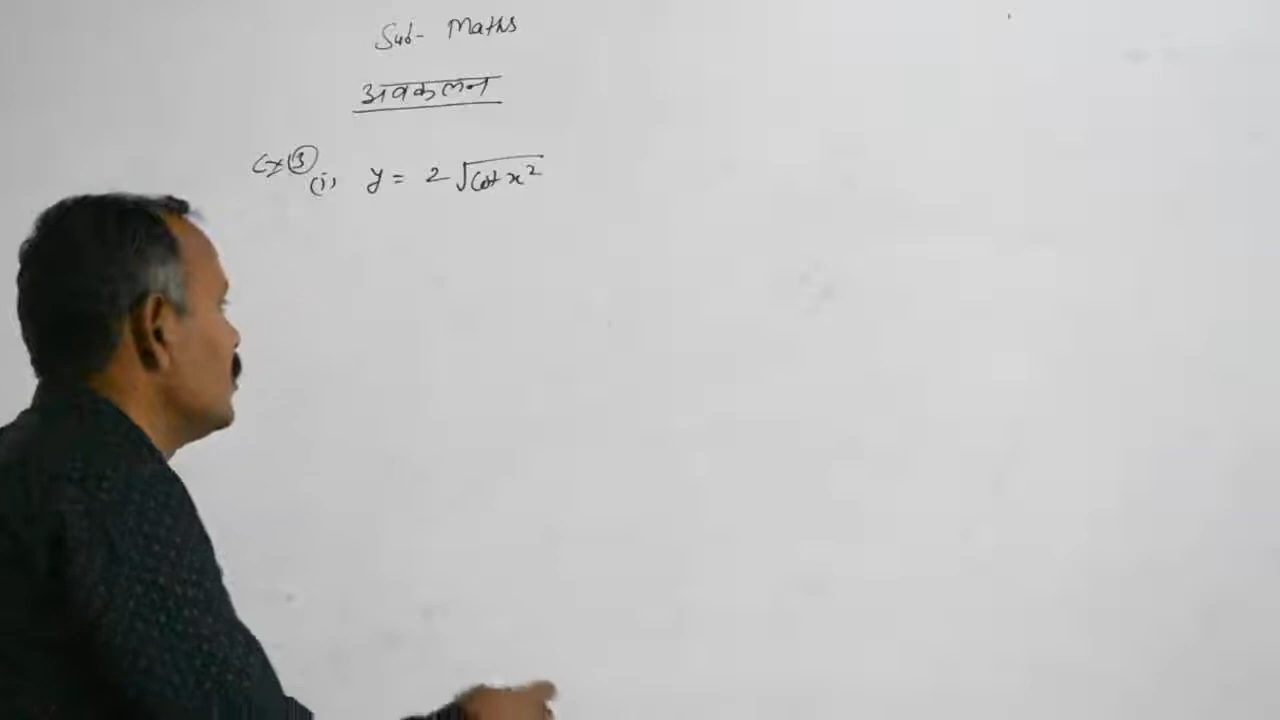 Sub- Maths
अवकलन
Ex ③
(i) y = 2 √cot x²